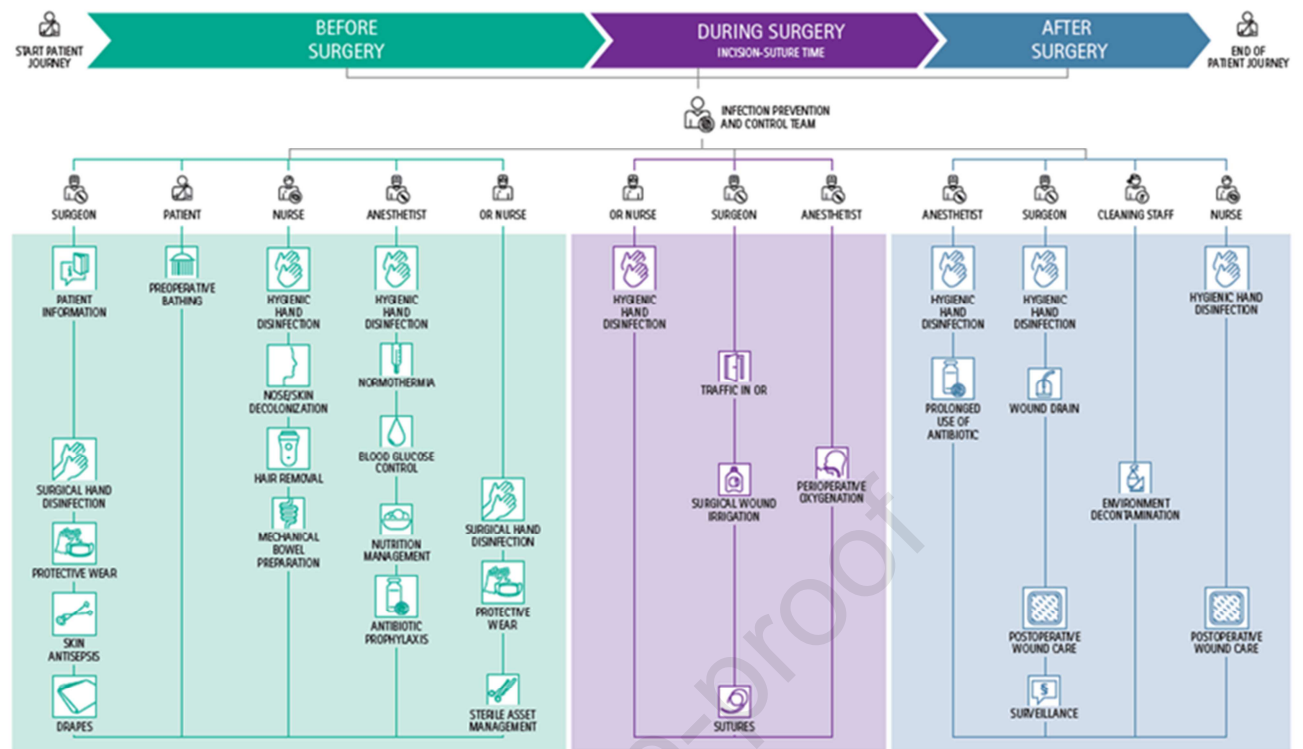 START PATIENT
JOURNEY
BEFORE
SURGERY
DURING SURGERY
INCISION-SUTURE TIME
AFTER
SURGERY
END OF
PATIENT JOURNEY
INFECTION PREVENTION
AND CONTROL TEAM
SURGEON
PATIENT
NURSE
ANESTHETIST
OR NURSE
OR NURSE
SURGEON
ANESTHETIST
ANESTHETIST
SURGEON
CLEANING STAFF
NURSE
PATIENT
INFORMATION
SURGICAL HAND
DISINFECTION
PROTECTIVE WEAR
SKIN
ANTISEPSIS
DRAPES
PREOPERATIVE
BATHING
HYGIENIC
HAND
DISINFECTION
NOSE/SKIN
DECOLONIZATION
HAIR REMOVAL
MECHANICAL
BOWEL
PREPARATION
HYGIENIC
HAND
DISINFECTION
NORMOTHERMIA
BLOOD GLUCOSE
CONTROL
NUTRITION
MANAGEMENT
ANTIBIOTIC
PROPHYLAXIS
SURGICAL HAND
DISINFECTION
PROTECTIVE
WEAR
STERILE ASSET
MANAGEMENT
HYGIENIC
HAND
DISINFECTION
TRAFFIC IN OR
SURGICAL WOUND
IRRIGATION
SUTURES
PERIOPERATIVE
OXYGENATION
HYGIENIC
HAND
DISINFECTION
PROLONGED
USE OF
ANTIBIOTIC
HYGIENIC
HAND
DISINFECTION
WOUND DRAIN
POSTOPERATIVE
WOUND CARE
§
SURVEILLANCE
ENVIRONMENT
DECONTAMINATION
HYGIENIC HAND
DISINFECTION
POSTOPERATIVE
WOUND CARE
-proof